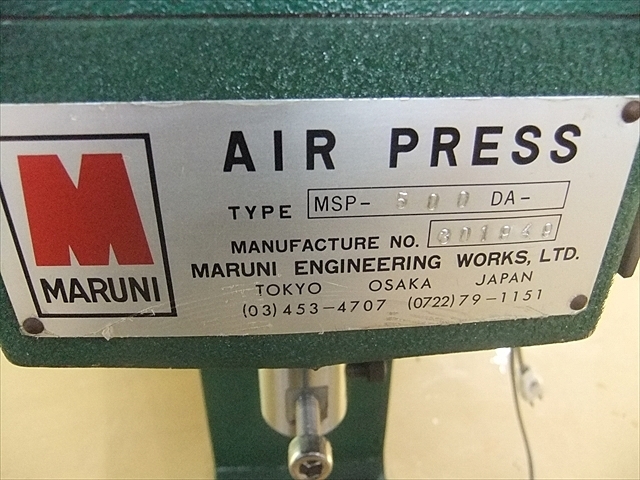 AIR PRESS
M
TYPE MSP- 500 DA-
MANUFACTURE NO.
MARUNI ENGINEERING WORKS, LTD.
MARUNI
TOKYO OSAKA JAPAN
(03)453-4707 (0722)79-1151